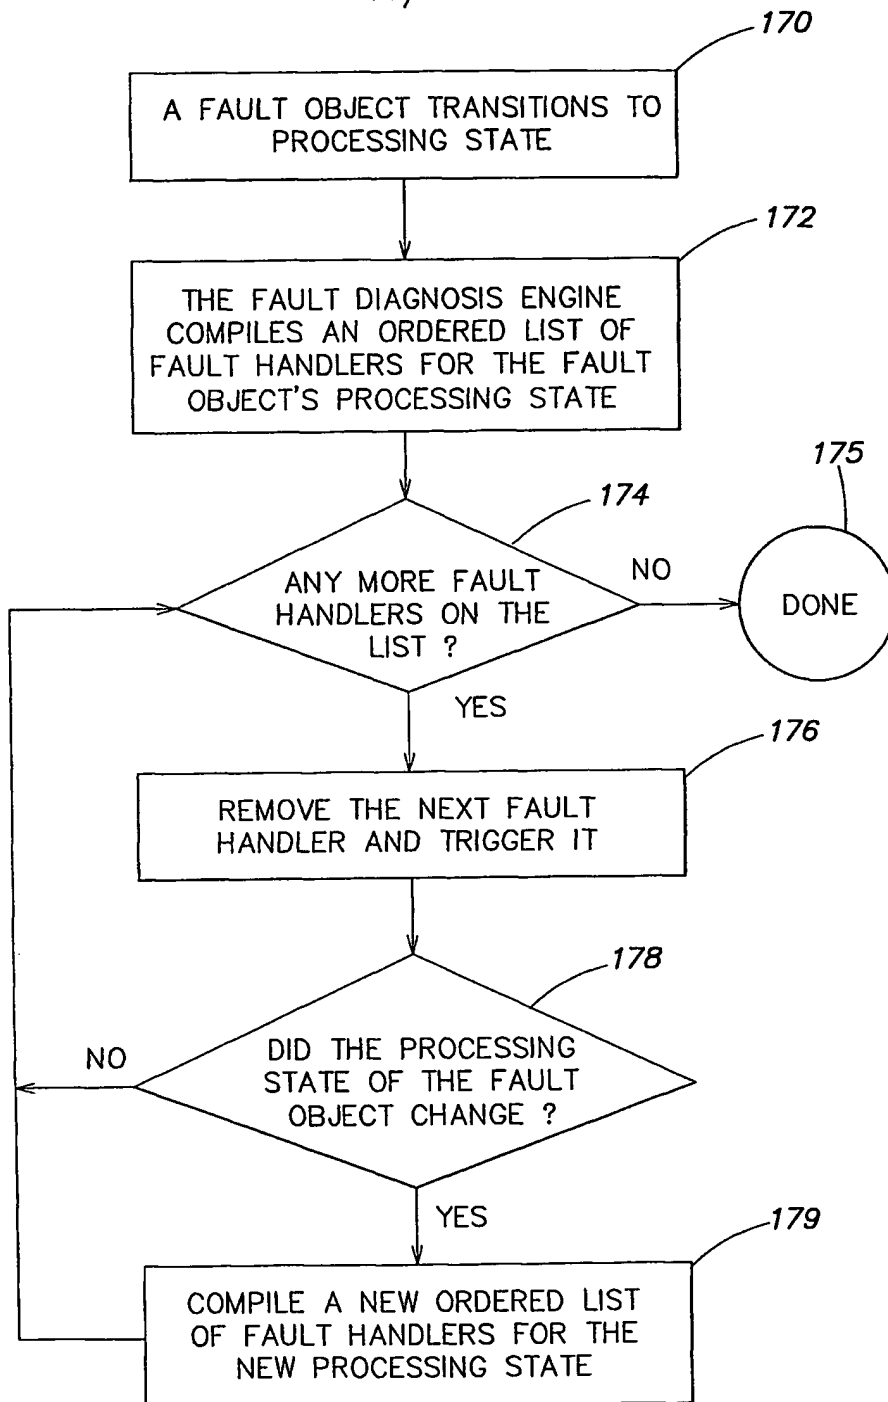 170
A FAULT OBJECT TRANSITIONS TO
PROCESSING STATE
172
THE FAULT DIAGNOSIS ENGINE
COMPILES AN ORDERED LIST OF
FAULT HANDLERS FOR THE FAULT
OBJECT'S PROCESSING STATE
174
175
ANY MORE FAULT
HANDLERS ON THE
LIST ?
NO
DONE
YES
176
REMOVE THE NEXT FAULT
HANDLER AND TRIGGER IT
178
DID THE PROCESSING
STATE OF THE FAULT
OBJECT CHANGE ?
NO
YES
179
COMPILE A NEW ORDERED LIST
OF FAULT HANDLERS FOR THE
NEW PROCESSING STATE